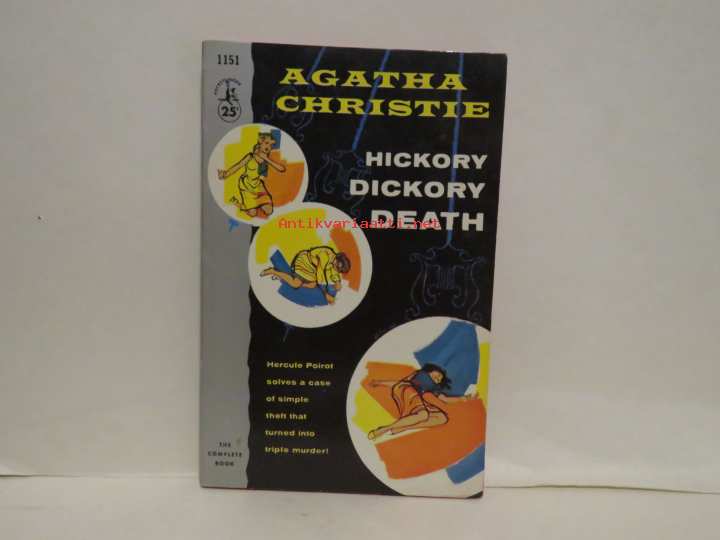 1151
25¢
AGATHA
CHRISTIE
HICKORY
DICKORY
DEATH
Antikvariaatti.net
Hercule Poirot
solves a case
of simple
theft that
turned into
triple murder!
THE
COMPLETE
BOOK